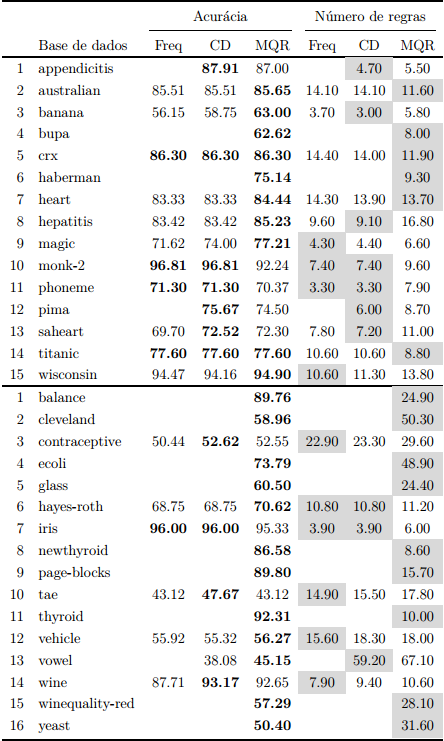 Acurácia Número de regras
Base de dados Freq CD MQR Freq CD MQR
1 appendicitis 87.91 87.00 4.70 5.50
2 australian 85.51 85.51 85.65 14.10 14.10 11.60
3 banana 56.15 58.75 63.00 3.70 3.00 5.80
4 bupa 62.62 8.00
5 crx 86.30 86.30 86.30 14.40 14.00 11.90
6 haberman 75.14 9.30
7 heart 83.33 83.33 84.44 14.30 13.90 13.70
8 hepatitis 83.42 83.42 85.23 9.60 9.10 16.80
9 magic 71.62 74.00 77.21 4.30 4.40 6.60
10 monk-2 96.81 96.81 92.24 7.40 7.40 9.60
11 phoneme 71.30 71.30 70.37 3.30 3.30 7.90
12 pima 75.67 74.50 6.00 8.70
13 saheart 69.70 72.52 72.30 7.80 7.20 11.00
14 titanic 77.60 77.60 77.60 10.60 10.60 8.80
15 wisconsin 94.47 94.16 94.90 10.60 11.30 13.80
1 balance 89.76 24.90
2 cleveland 58.96 50.30
3 contraceptive 50.44 52.62 52.55 22.90 23.30 29.60
4 ecoli 73.79 48.90
5 glass 60.50 24.40
6 hayes-roth 68.75 68.75 70.62 10.80 10.80 11.20
7 iris 96.00 96.00 95.33 3.90 3.90 6.00
8 newthyroid 86.58 8.60
9 page-blocks 89.80 15.70
10 tae 43.12 47.67 43.12 14.90 15.50 17.80
11 thyroid 92.31 10.00
12 vehicle 55.92 55.32 56.27 15.60 18.30 18.00
13 vowel 38.08 45.15 59.20 67.10
14 wine 87.71 93.17 92.65 7.90 9.40 10.60
15 winequality-red 57.29 28.10
16 yeast 50.40 31.60